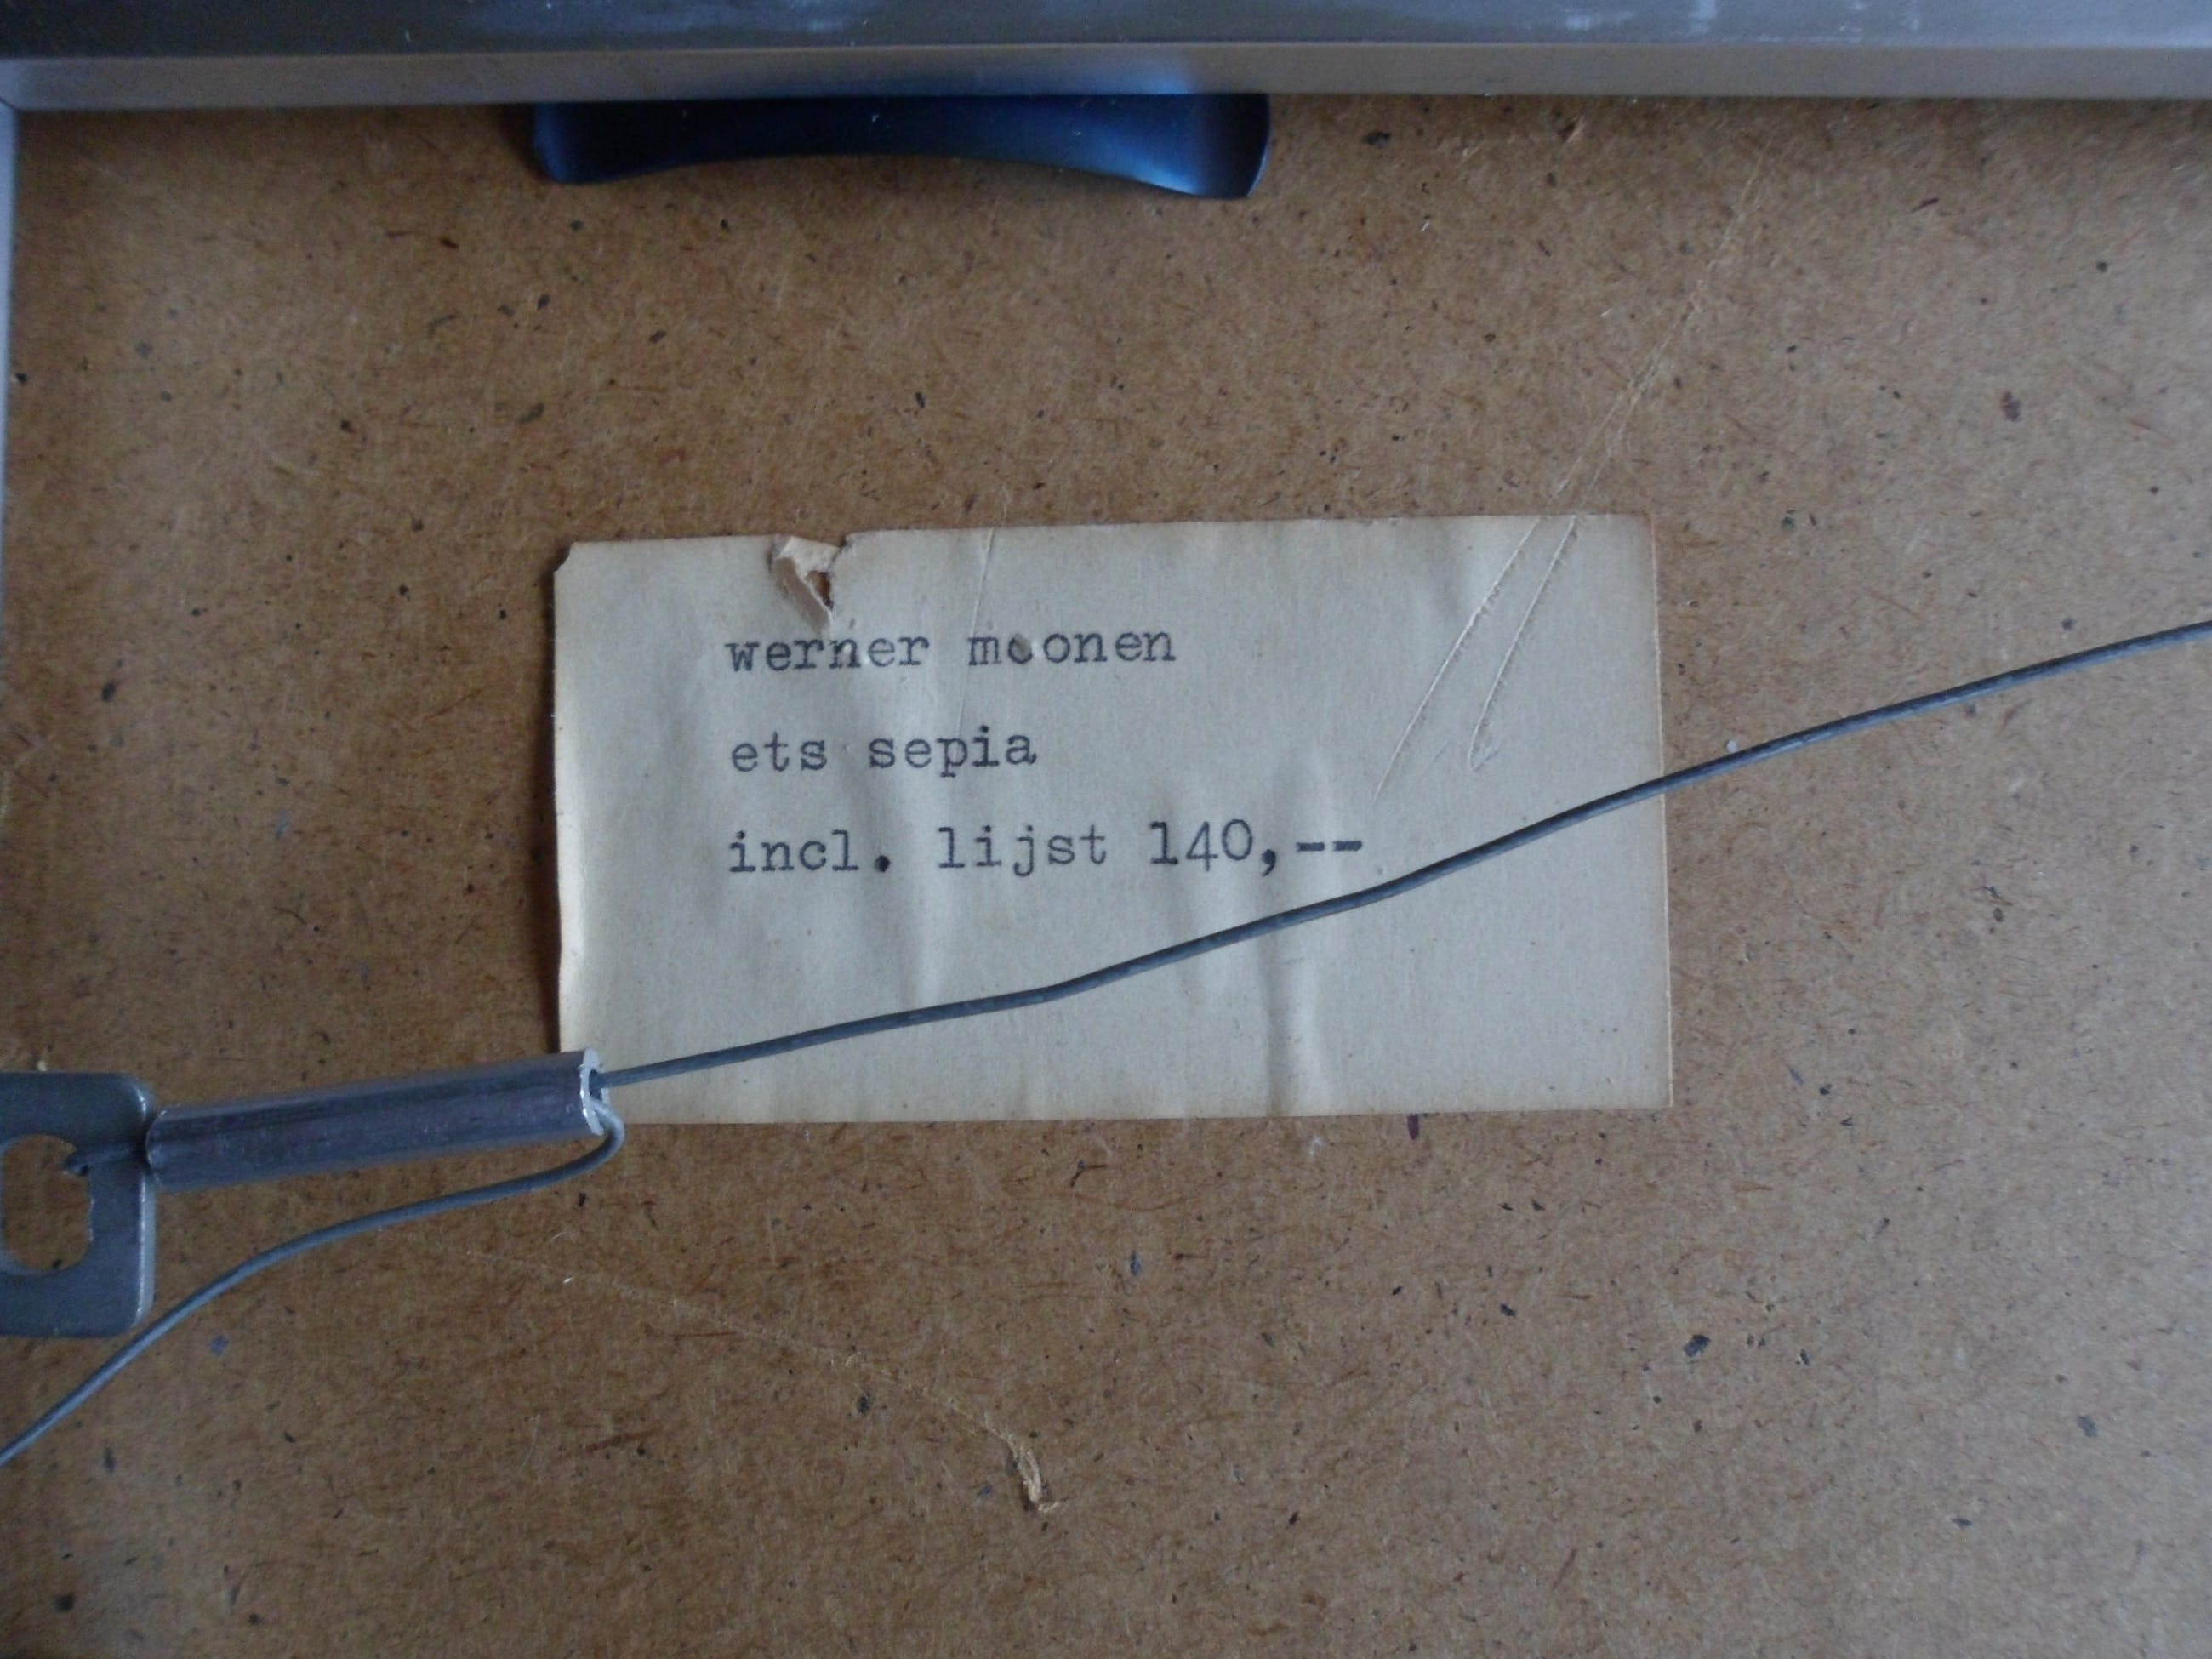 werner moonen
ets sepia
incl. lijst 140,--